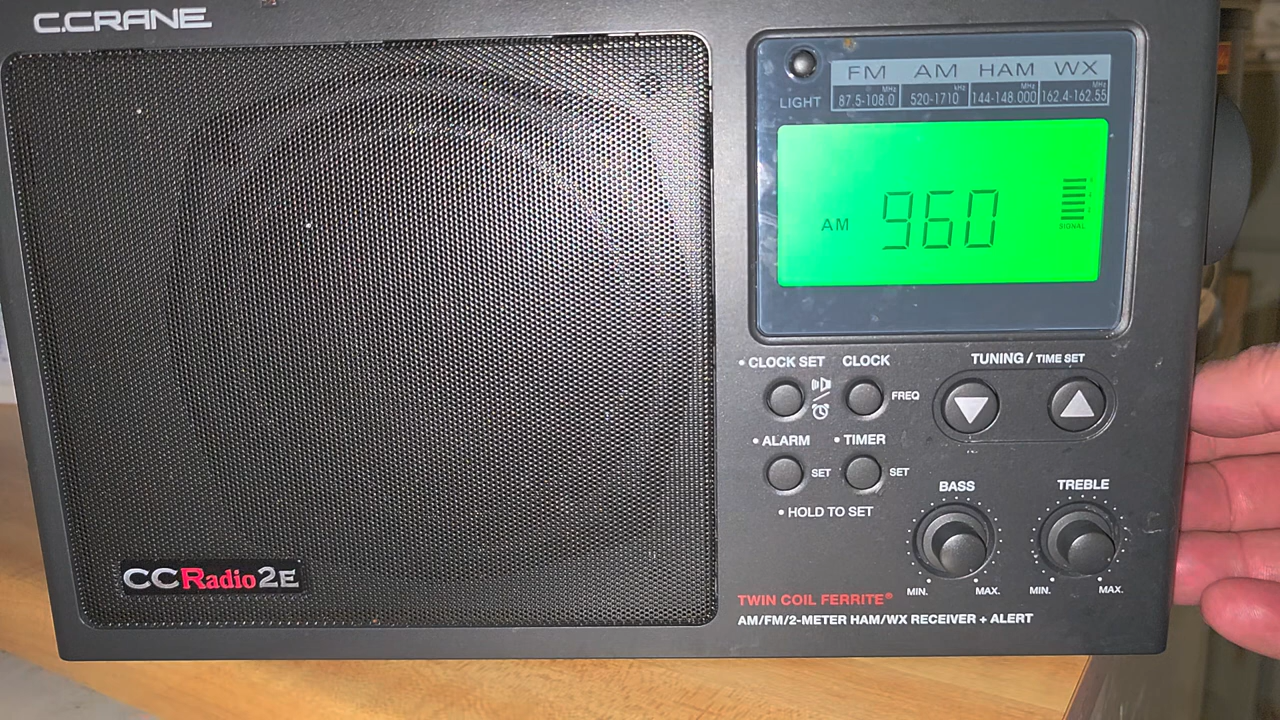 C.CRANE
FM AM HAM WX
MHz kHz MHz MHz
LIGHT 87.5-108.0 520-1710 144-148.000 162.4-162.55
AM 960
SIGNAL
• CLOCK SET CLOCK
FREQ
TUNING / TIME SET
• ALARM • TIMER
SET SET
• HOLD TO SET
BASS TREBLE
MIN. MAX. MIN. MAX.
CCRadio2E
TWIN COIL FERRITE®
AM/FM/2-METER HAM/WX RECEIVER + ALERT